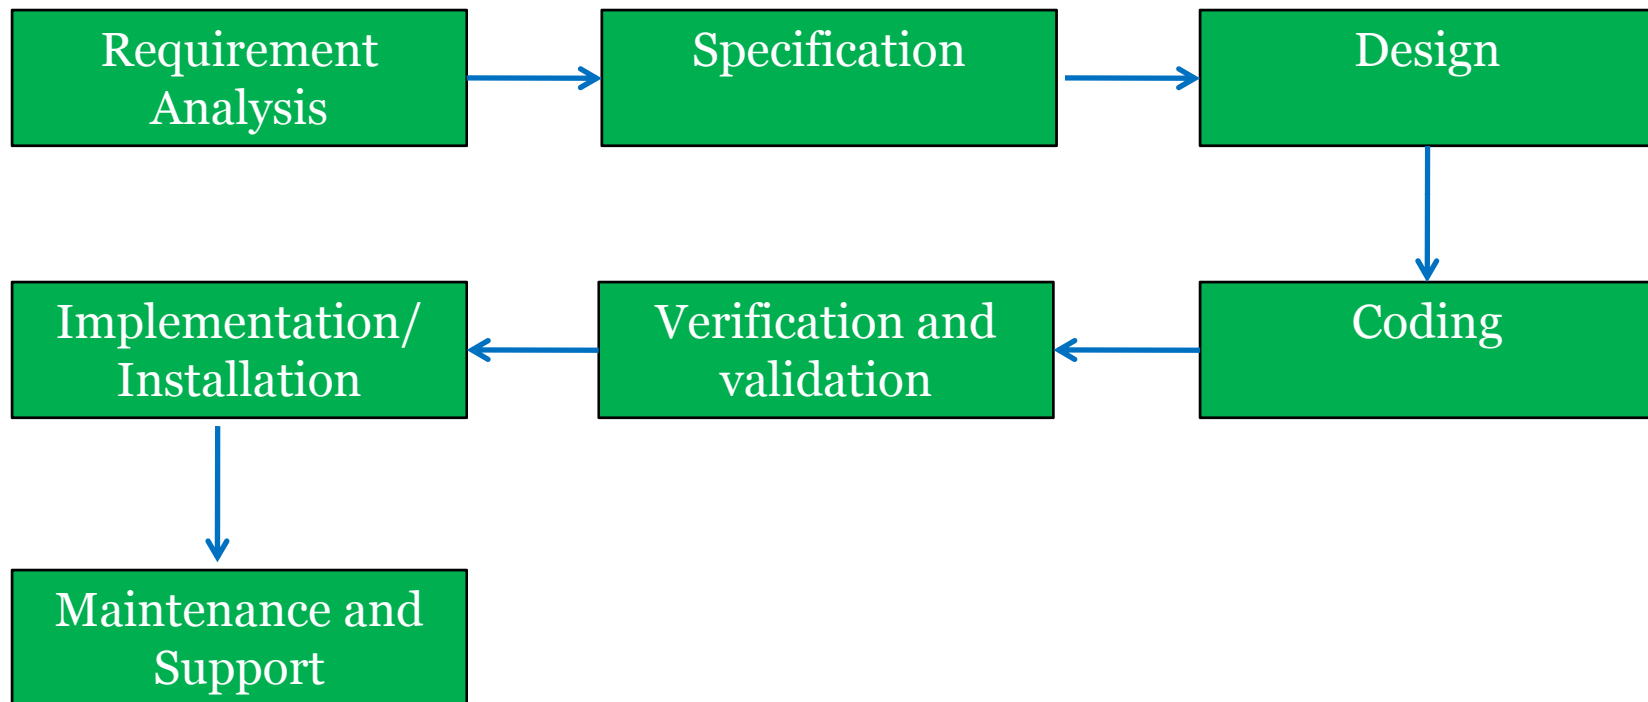 Requirement
Analysis
Specification
Design
Implementation/
Installation
Verification and
validation
Coding
Maintenance and
Support